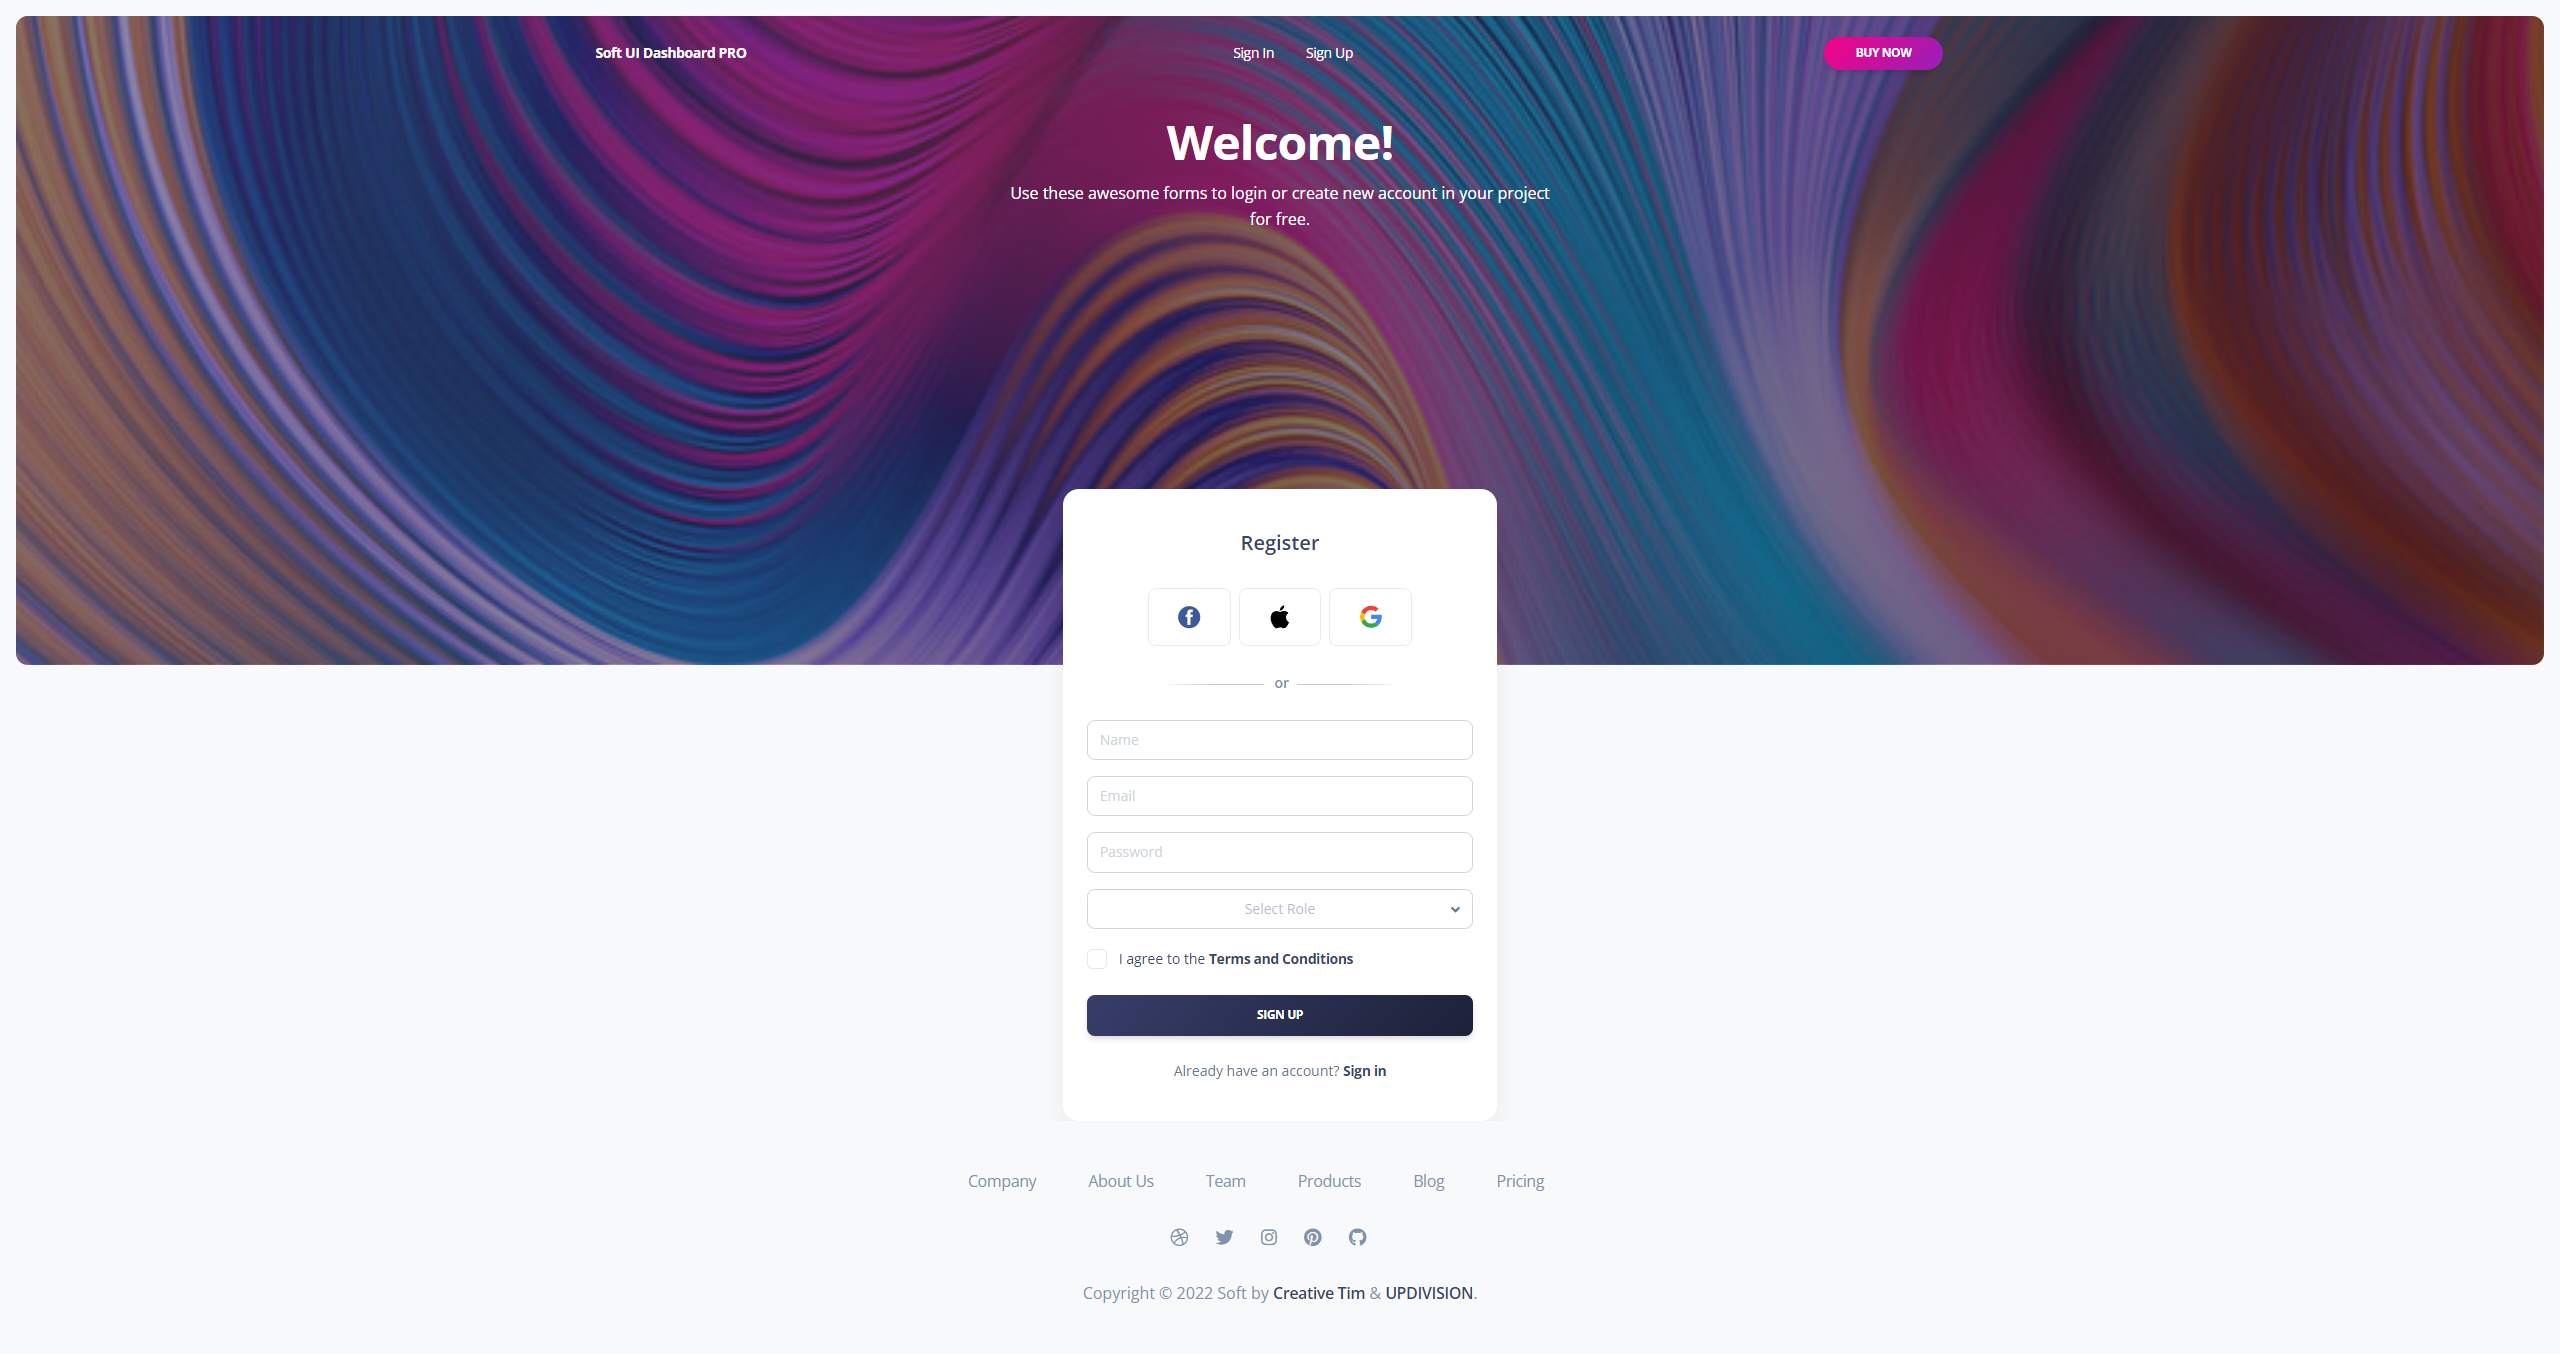 Soft UI Dashboard PRO
Sign In
Sign Up
BUY NOW
Welcome!
Use these awesome forms to login or create new account in your project
for free.
Register
or
Name
Email
Password
Select Role
I agree to the Terms and Conditions
SIGN UP
Already have an account? Sign in
Company
About Us
Team
Products
Blog
Pricing
Copyright © 2022 Soft by Creative Tim & UPDIVISION.